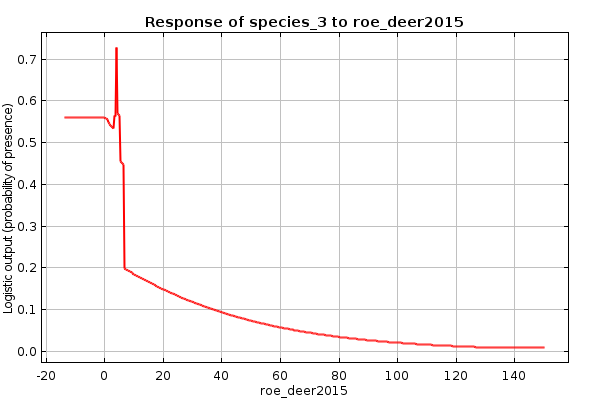 Response of species_3 to roe_deer2015
Logistic output (probability of presence)
0.7
0.6
0.5
0.4
0.3
0.2
0.1
0.0
-20 0 20 40 60 80 100 120 140
roe_deer2015